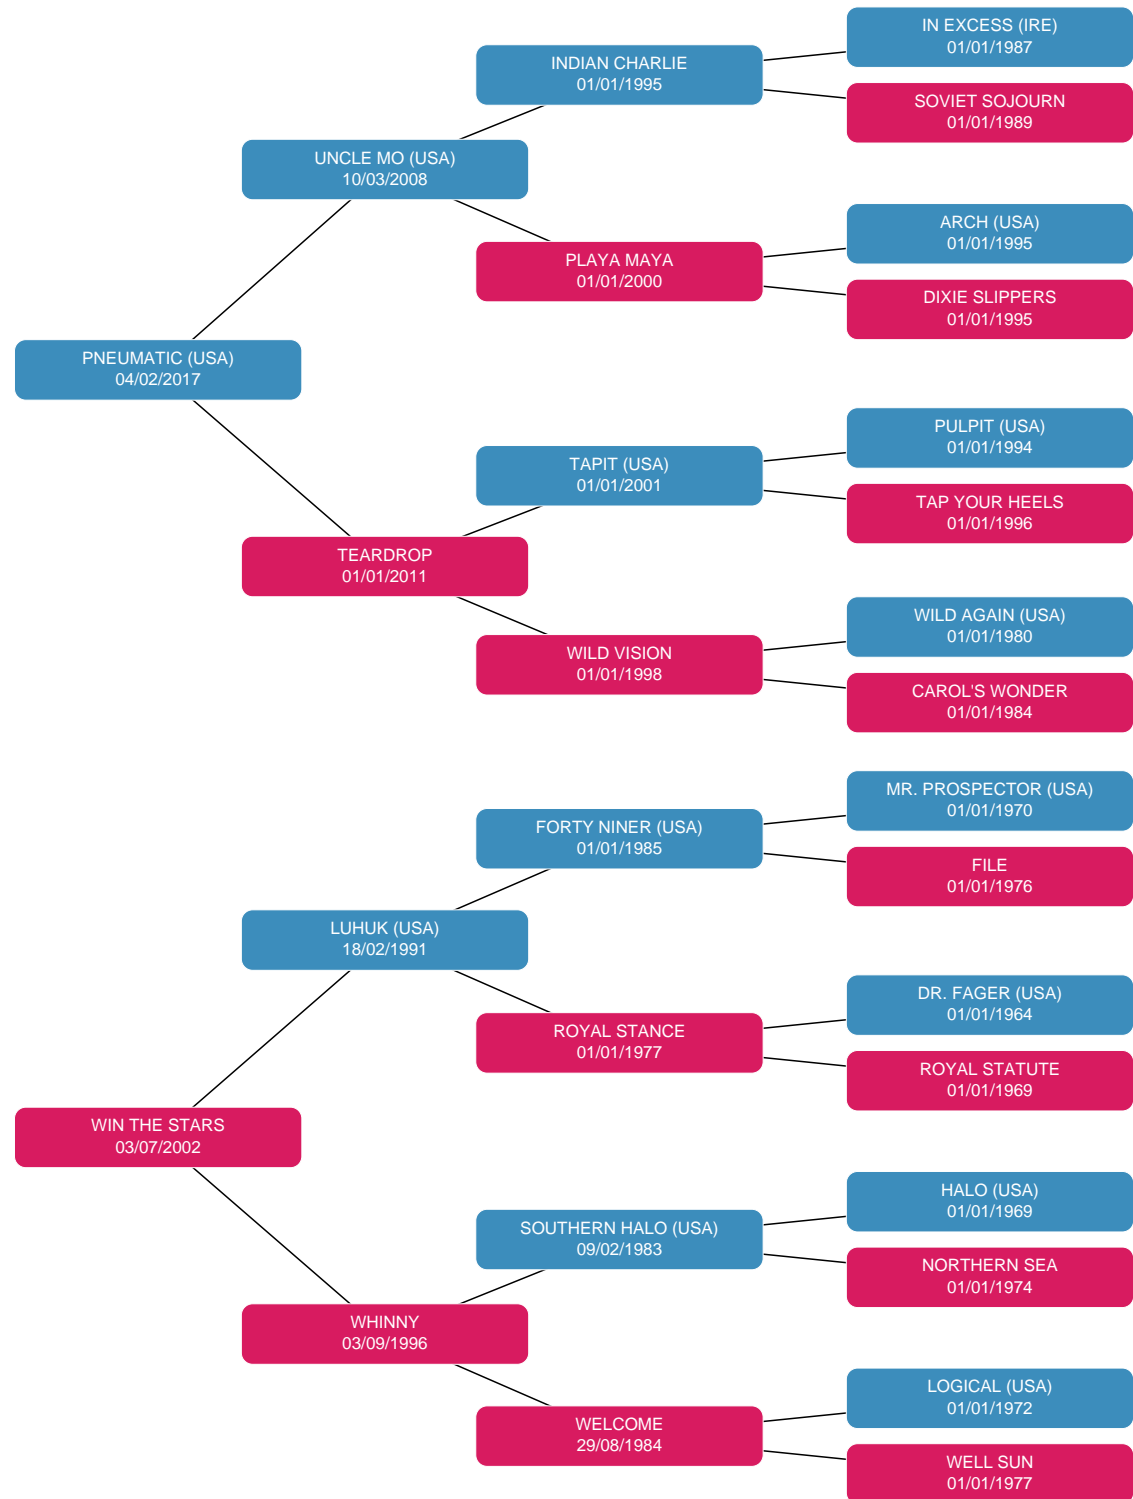 IN EXCESS (IRE)
01/01/1987
INDIAN CHARLIE
01/01/1995
SOVIET SOJOURN
01/01/1989
UNCLE MO (USA)
10/03/2008
ARCH (USA)
01/01/1995
PLAYA MAYA
01/01/2000
DIXIE SLIPPERS
01/01/1995
PNEUMATIC (USA)
04/02/2017
PULPIT (USA)
01/01/1994
TAPIT (USA)
01/01/2001
TAP YOUR HEELS
01/01/1996
TEARDROP
01/01/2011
WILD AGAIN (USA)
01/01/1980
WILD VISION
01/01/1998
CAROL'S WONDER
01/01/1984
MR. PROSPECTOR (USA)
01/01/1970
FORTY NINER (USA)
01/01/1985
FILE
01/01/1976
LUHUK (USA)
18/02/1991
DR. FAGER (USA)
01/01/1964
ROYAL STANCE
01/01/1977
ROYAL STATUTE
01/01/1969
WIN THE STARS
03/07/2002
HALO (USA)
01/01/1969
SOUTHERN HALO (USA)
09/02/1983
NORTHERN SEA
01/01/1974
WHINNY
03/09/1996
LOGICAL (USA)
01/01/1972
WELCOME
29/08/1984
WELL SUN
01/01/1977